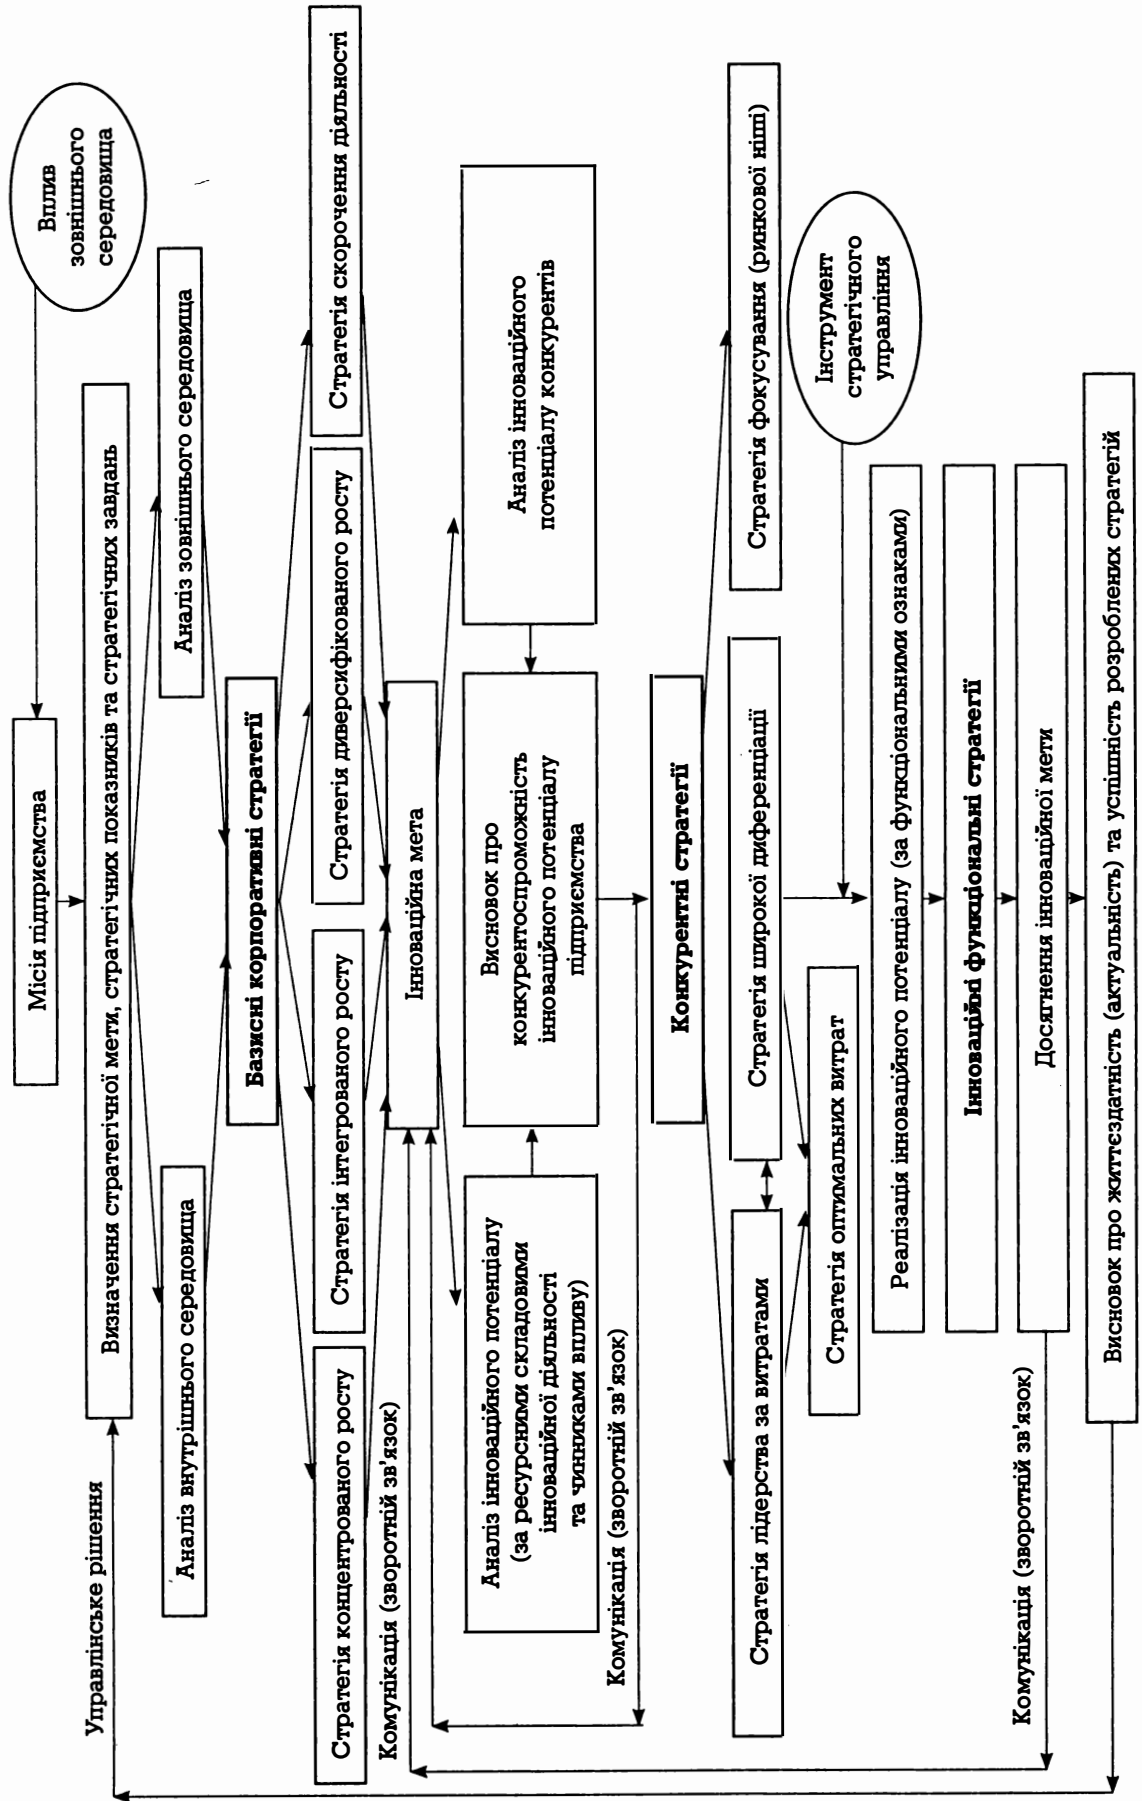 Вплив
зовнішнього
середовища
Місія підприємства
Управлінське рішення
Визначення стратегічної мети, стратегічних показників та стратегічних завдань
Аналіз внутрішнього середовища
Аналіз зовнішнього середовища
Базисні корпоративні стратегії
Стратегія концентрованого росту
Стратегія інтегрованого росту
Стратегія диверсифікованого росту
Стратегія скорочення діяльності
Комунікація (зворотній зв'язок)
Інноваційна мета
Аналіз інноваційного потенціалу
(за ресурсними складовими
інноваційної діяльності
та чинниками впливу)
Висновок про
конкурентоспроможність
інноваційного потенціалу
підприємства
Аналіз інноваційного
потенціалу конкурентів
Комунікація (зворотній зв'язок)
Конкурентні стратегії
Стратегія лідерства за витратами
Стратегія широкої диференціації
Стратегія фокусування (ринкової ніші)
Стратегія оптимальних витрат
Інструмент
стратегічного
управління
Реалізація інноваційного потенціалу (за функціональними ознаками)
Інноваційні функціональні стратегії
Досягнення інноваційної мети
Комунікація (зворотній зв'язок)
Висновок про життєздатність (актуальність) та успішність розроблених стратегій